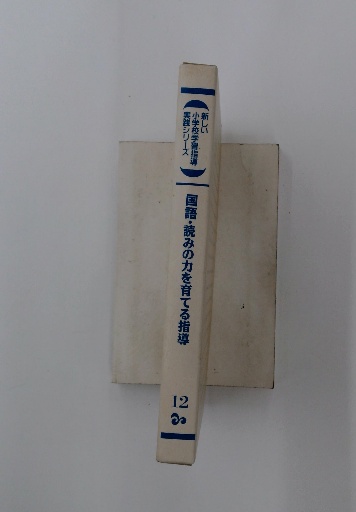 新しい
小学校学習指導
実践シリーズ
国語・読みの力を育てる指導
12